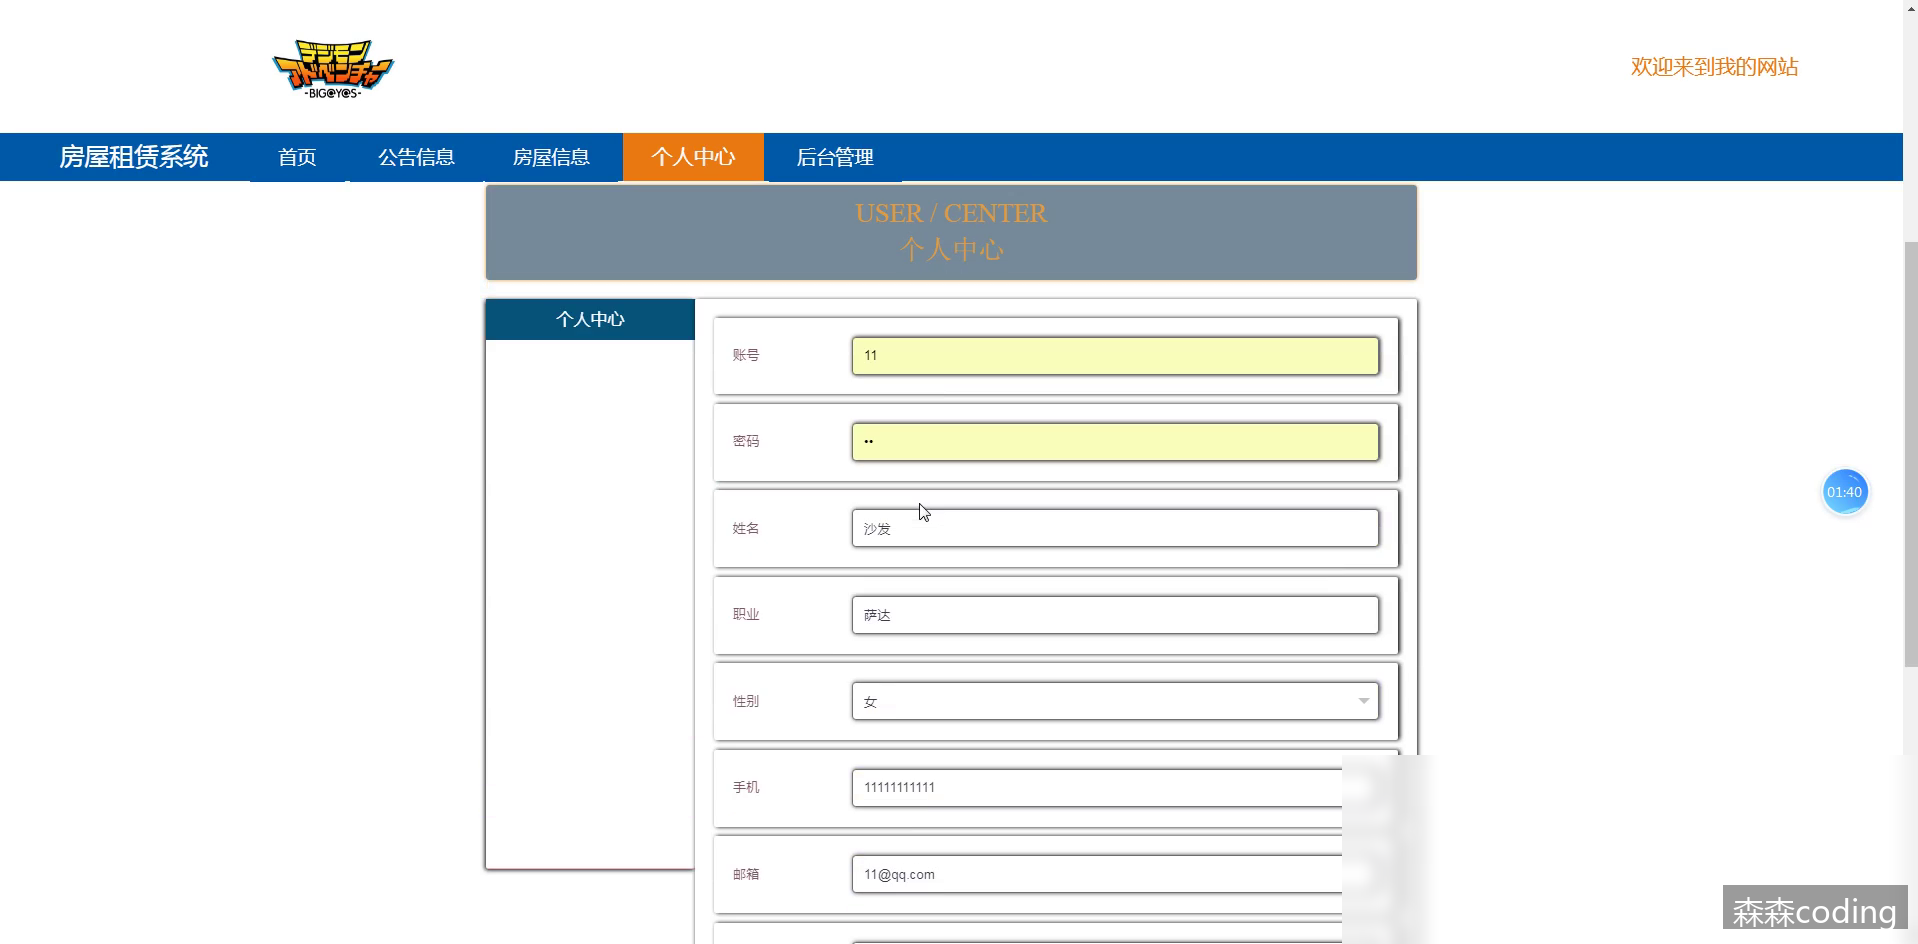 デジモン
アドベンチャー
-BIG@Y@S-
欢迎来到我的网站
房屋租赁系统
首页
公告信息
房屋信息
个人中心
后台管理
USER / CENTER
个人中心
个人中心
账号
11
密码
••
姓名
沙发
职业
萨达
性别
女
手机
11111111111
邮箱
11@qq.com
01:40
森森coding